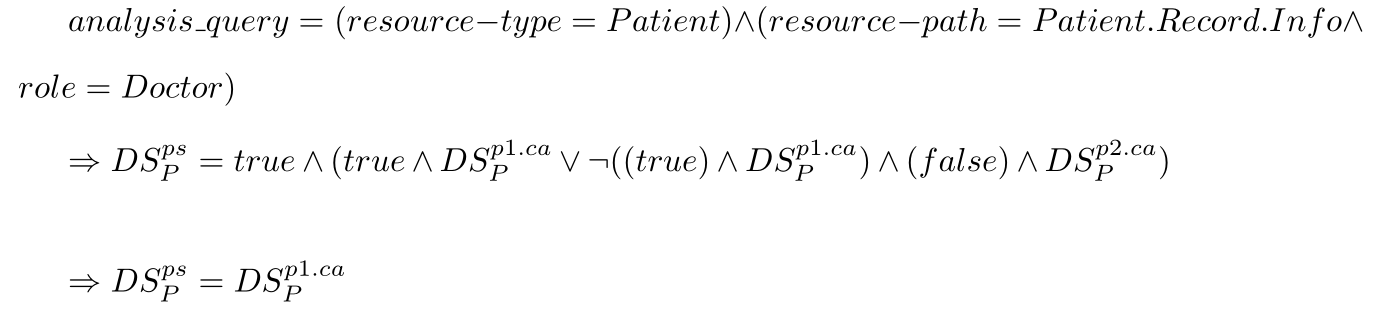 analysis_query = (resource−type = Patient)∧(resource−path = Patient.Record.Info∧
role = Doctor)
⇒ DS_P^{ps} = true ∧ (true ∧ DS_P^{p1.ca} ∨ ¬((true) ∧ DS_P^{p1.ca}) ∧ (false) ∧ DS_P^{p2.ca})
⇒ DS_P^{ps} = DS_P^{p1.ca}